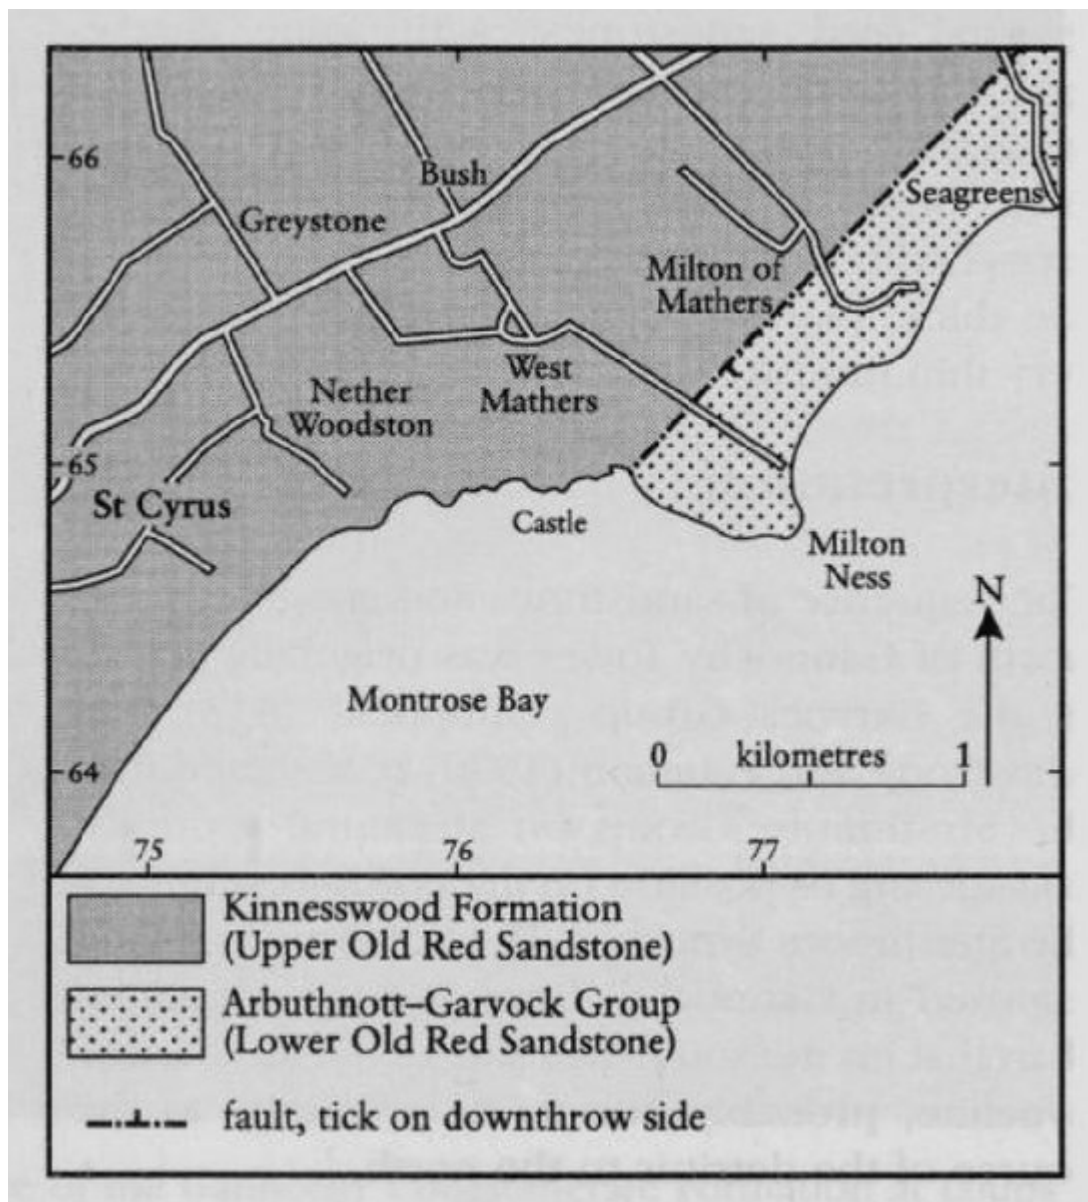 66
Bush
Seagreens
Greystone
Milton of
Mathers
West
Mathers
Nether
Woodston
65
St Cyrus
Castle
Milton
Ness
N
Montrose Bay
0 kilometres 1
64
75 76 77
Kinnesswood Formation
(Upper Old Red Sandstone)
Arbuthnott–Garvock Group
(Lower Old Red Sandstone)
fault, tick on downthrow side